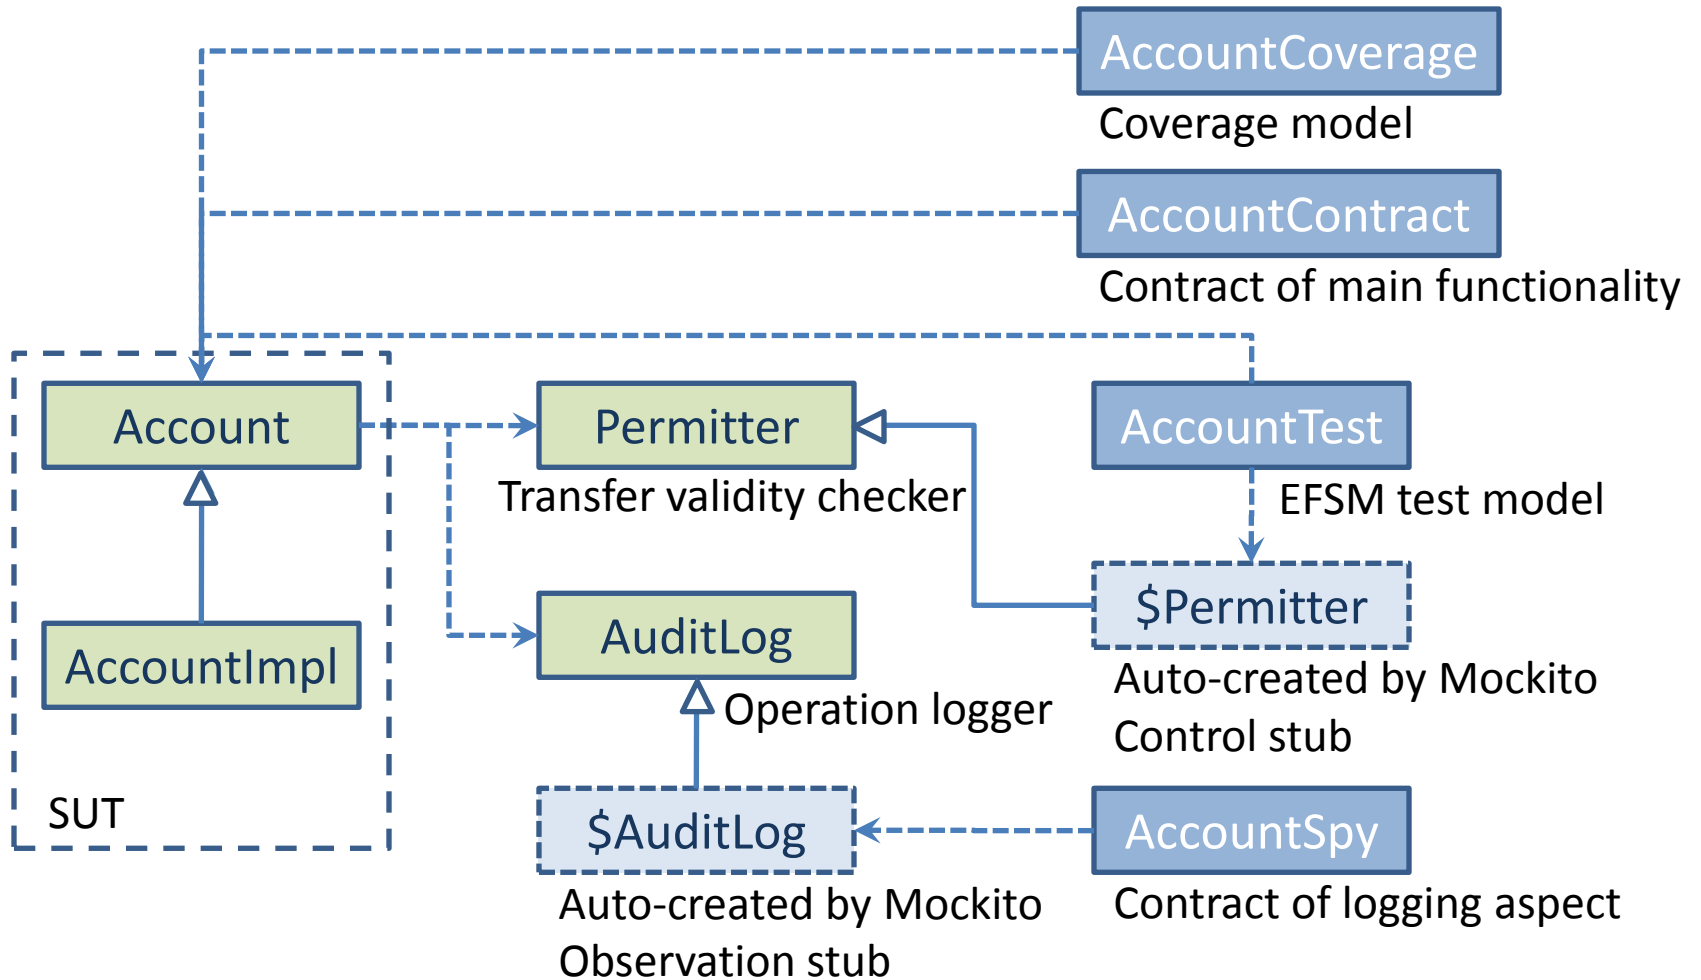 AccountCoverage
Coverage model
AccountContract
Contract of main functionality
Account
Permitter
AccountTest
Transfer validity checker
EFSM test model
$Permitter
AuditLog
AccountImpl
Auto-created by Mockito
Control stub
Operation logger
SUT
$AuditLog
AccountSpy
Auto-created by Mockito
Observation stub
Contract of logging aspect